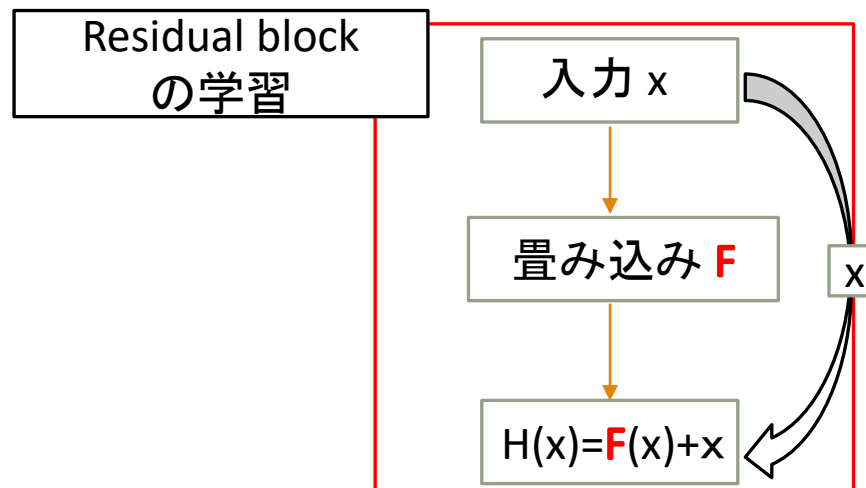 Residual block
の学習
入力 x
畳み込み F
x
H(x)=F(x)+x